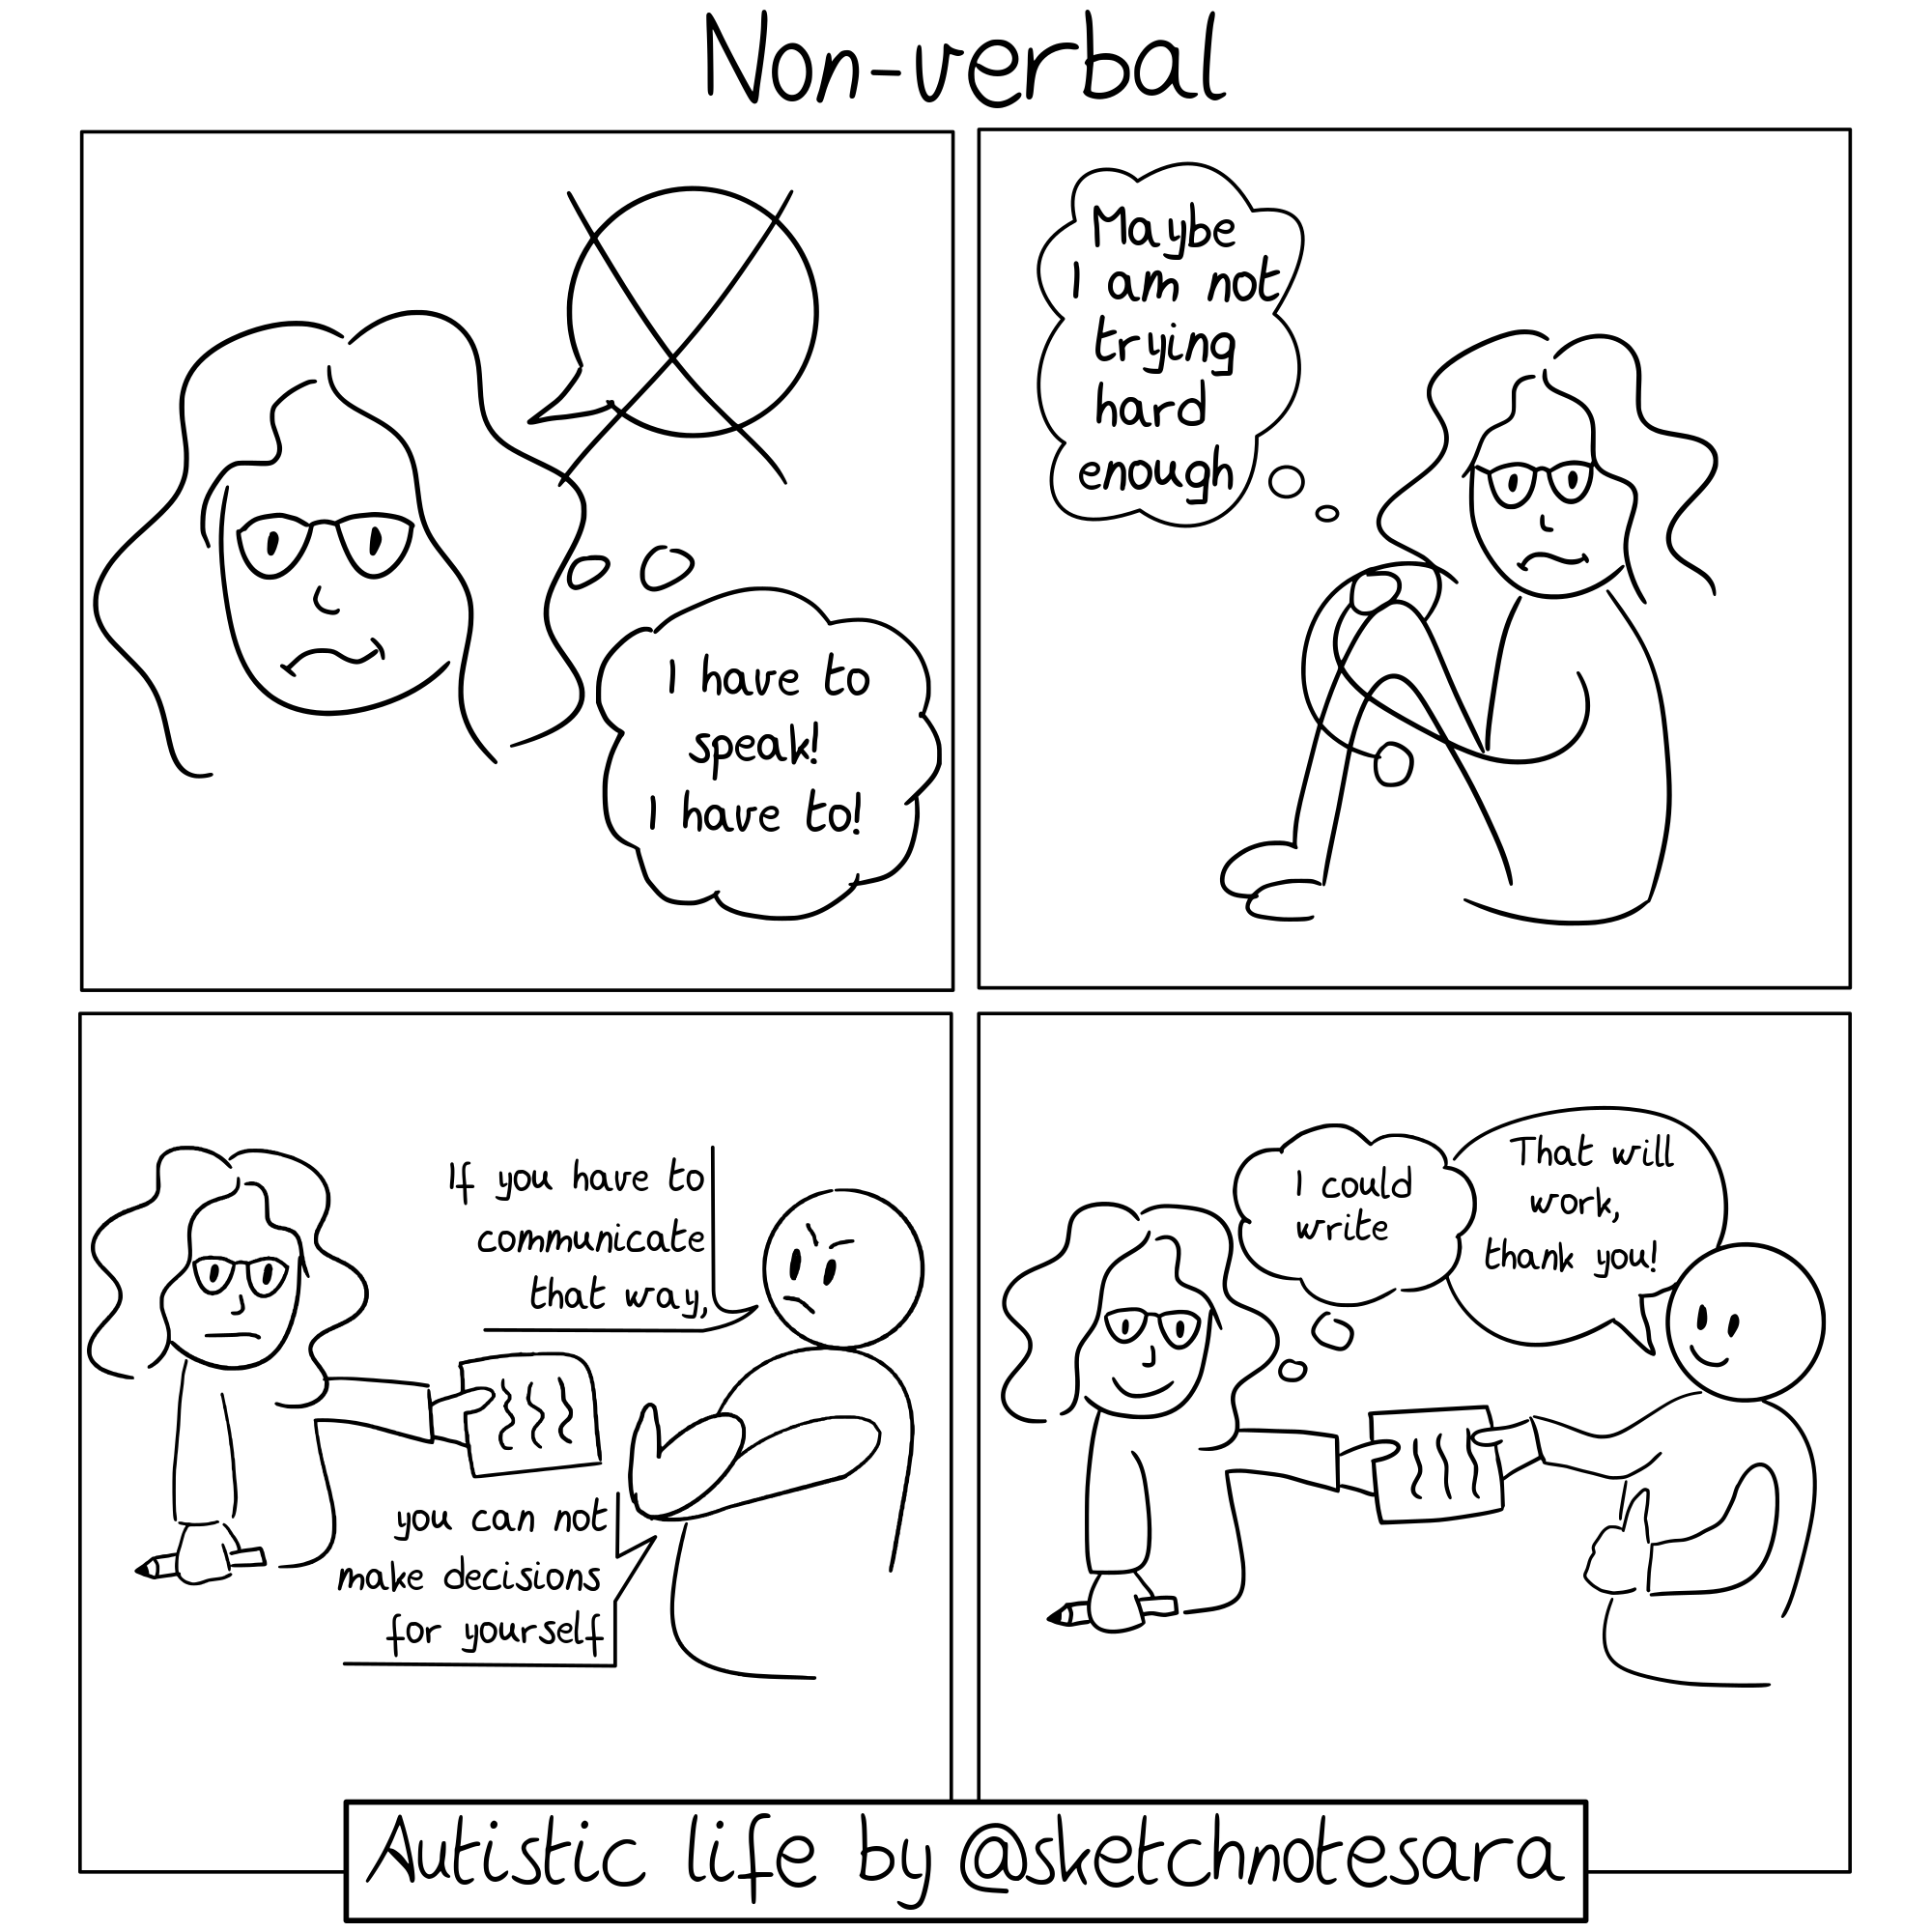 Non-verbal
I have to
speak!
I have to!
Maybe
I am not
trying
hard
enough
If you have to
communicate
that way,
you can not
make decisions
for yourself
I could
write
That will
work,
thank you!
Autistic life by @sketchnotesara